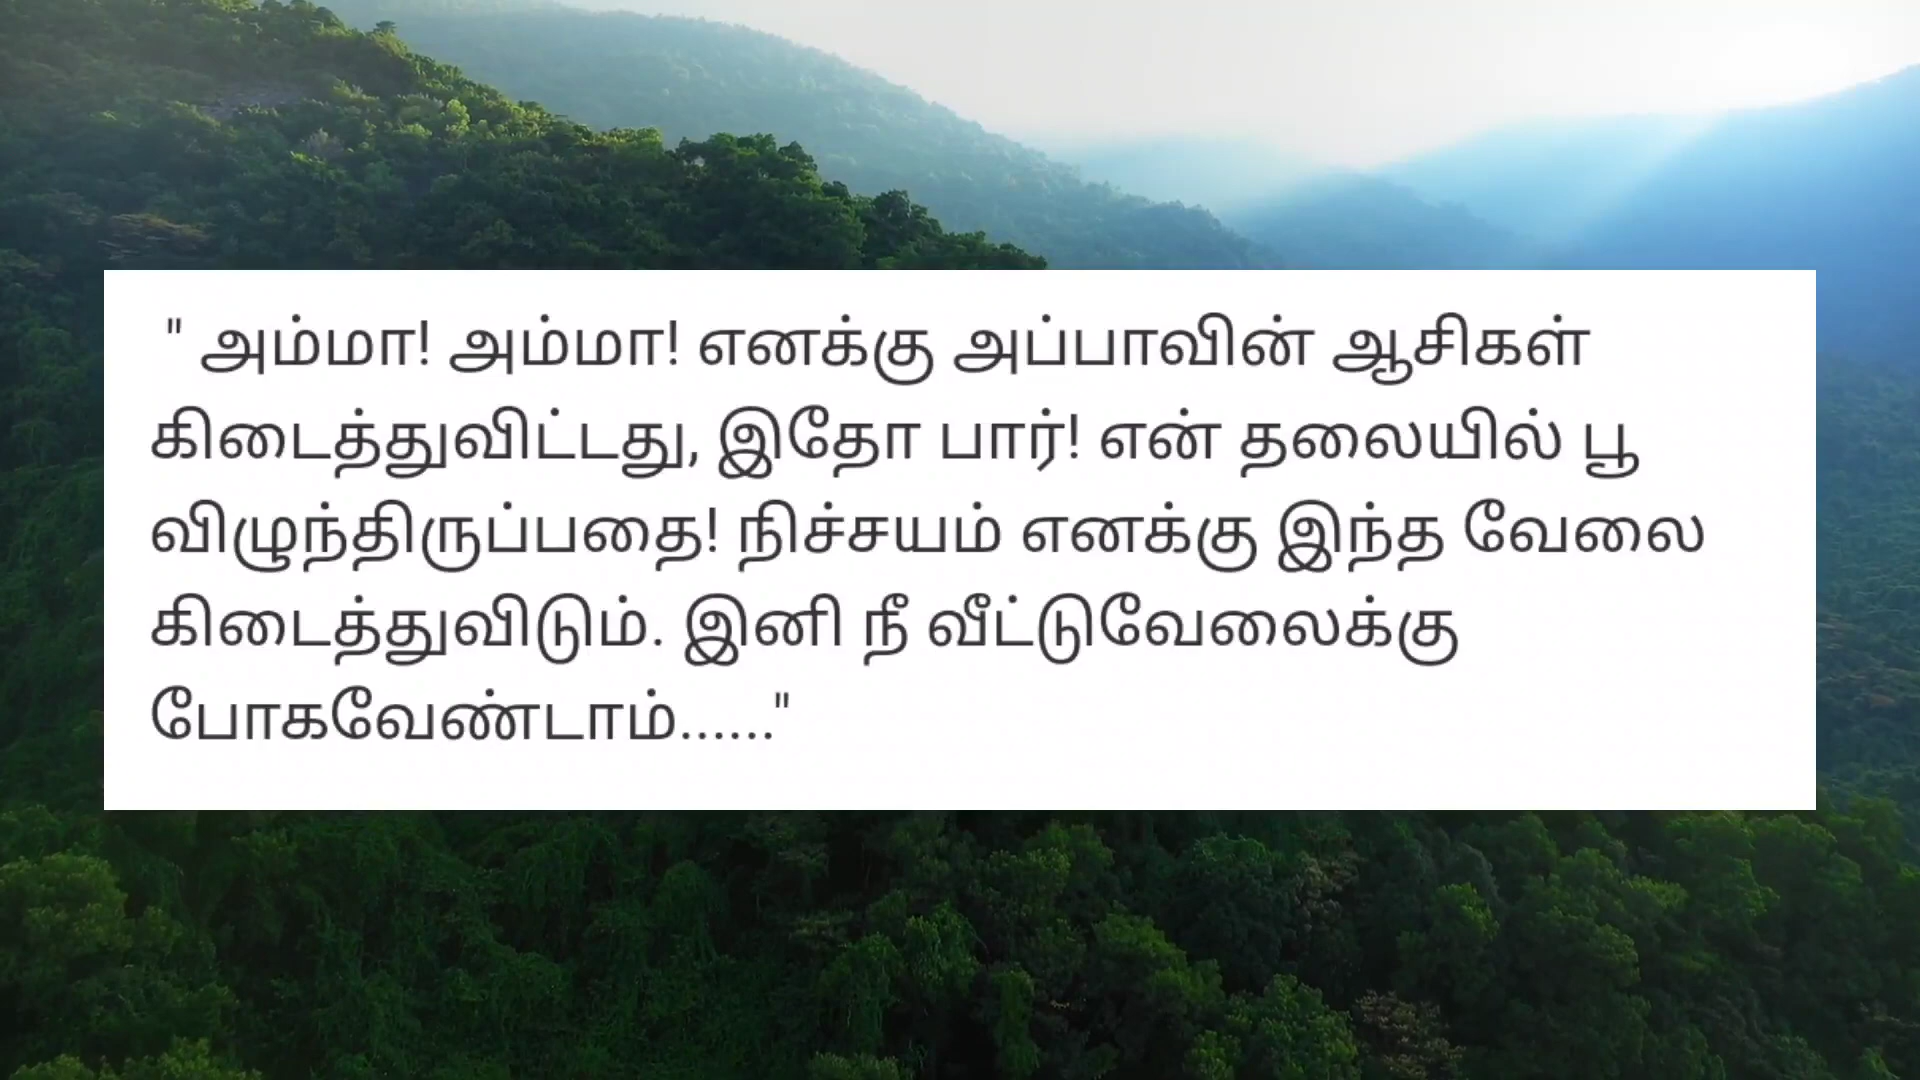 " அம்மா! அம்மா! எனக்கு அப்பாவின் ஆசிகள்
கிடைத்துவிட்டது, இதோ பார்! என் தலையில் பூ
விழுந்திருப்பதை! நிச்சயம் எனக்கு இந்த வேலை
கிடைத்துவிடும். இனி நீ வீட்டுவேலைக்கு
போகவேண்டாம்......"